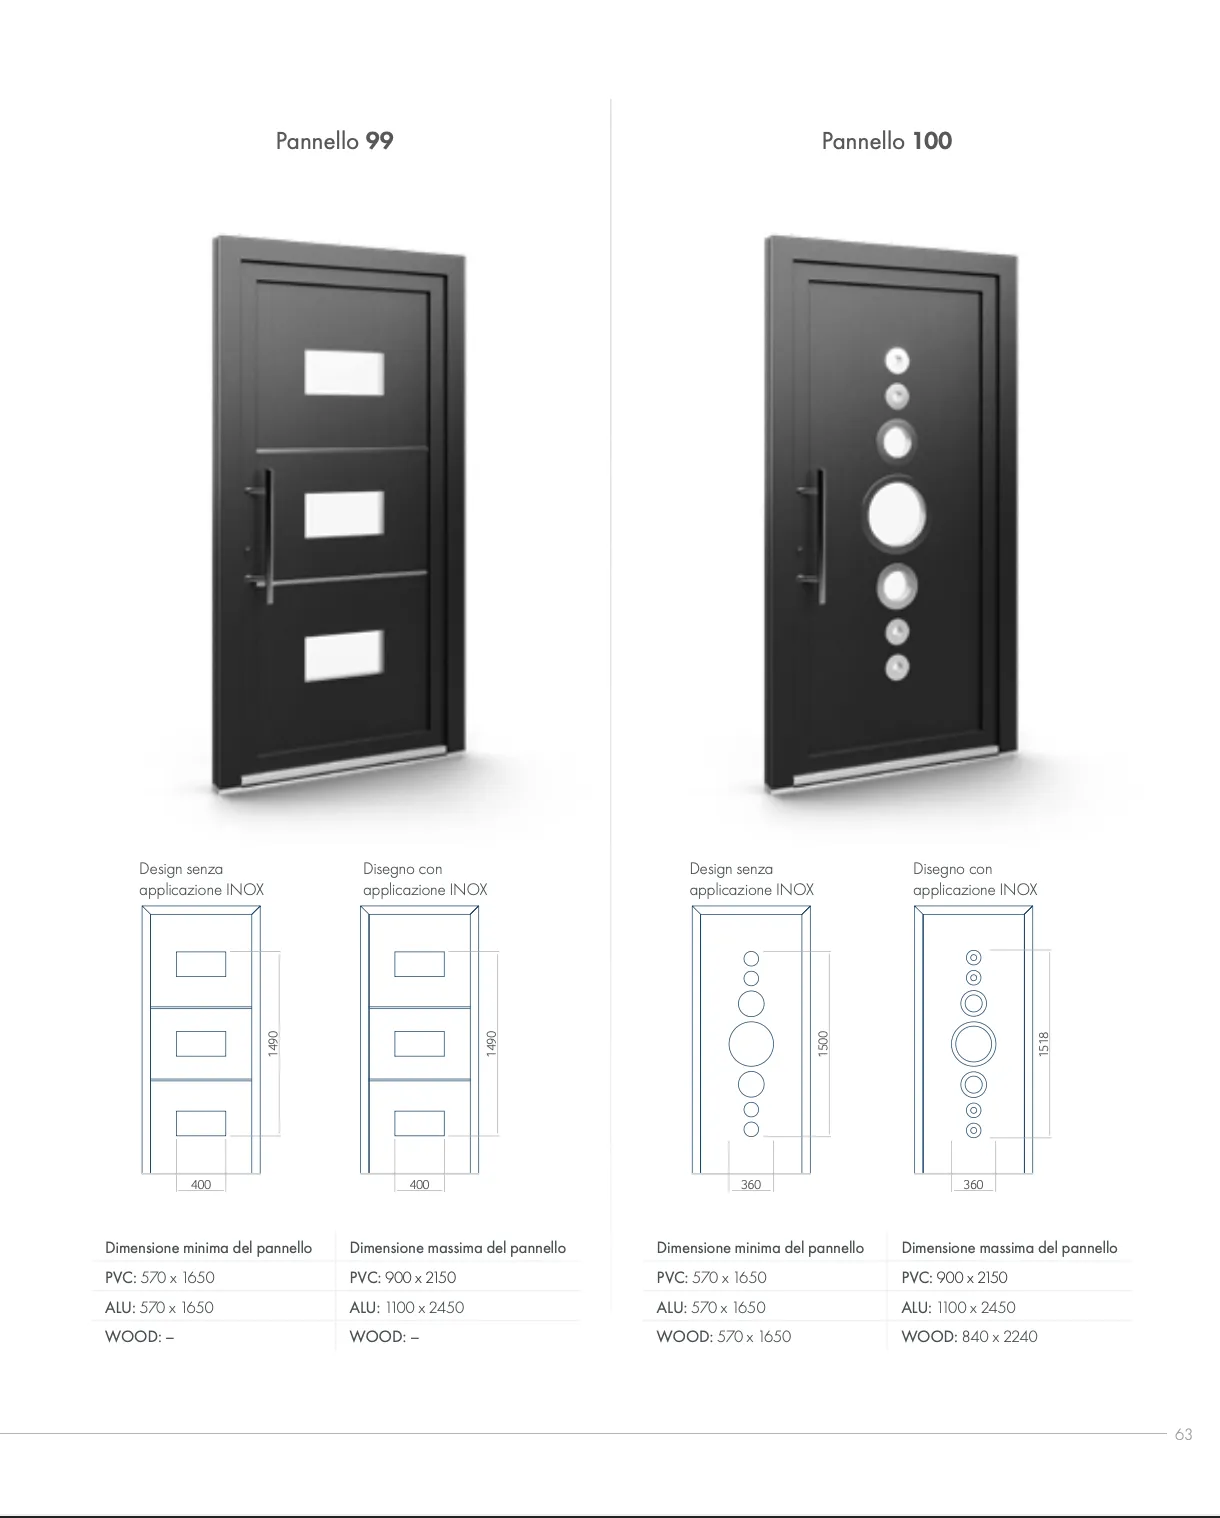 Pannello 99
Design senza
applicazione INOX
Disegno con
applicazione INOX
1490
1490
400
400
Dimensione minima del pannello
Dimensione massima del pannello
PVC: 570 x 1650
PVC: 900 x 2150
ALU: 570 x 1650
ALU: 1100 x 2450
WOOD: –
WOOD: –
Pannello 100
Design senza
applicazione INOX
Disegno con
applicazione INOX
1500
1518
360
360
Dimensione minima del pannello
Dimensione massima del pannello
PVC: 570 x 1650
PVC: 900 x 2150
ALU: 570 x 1650
ALU: 1100 x 2450
WOOD: 570 x 1650
WOOD: 840 x 2240
63